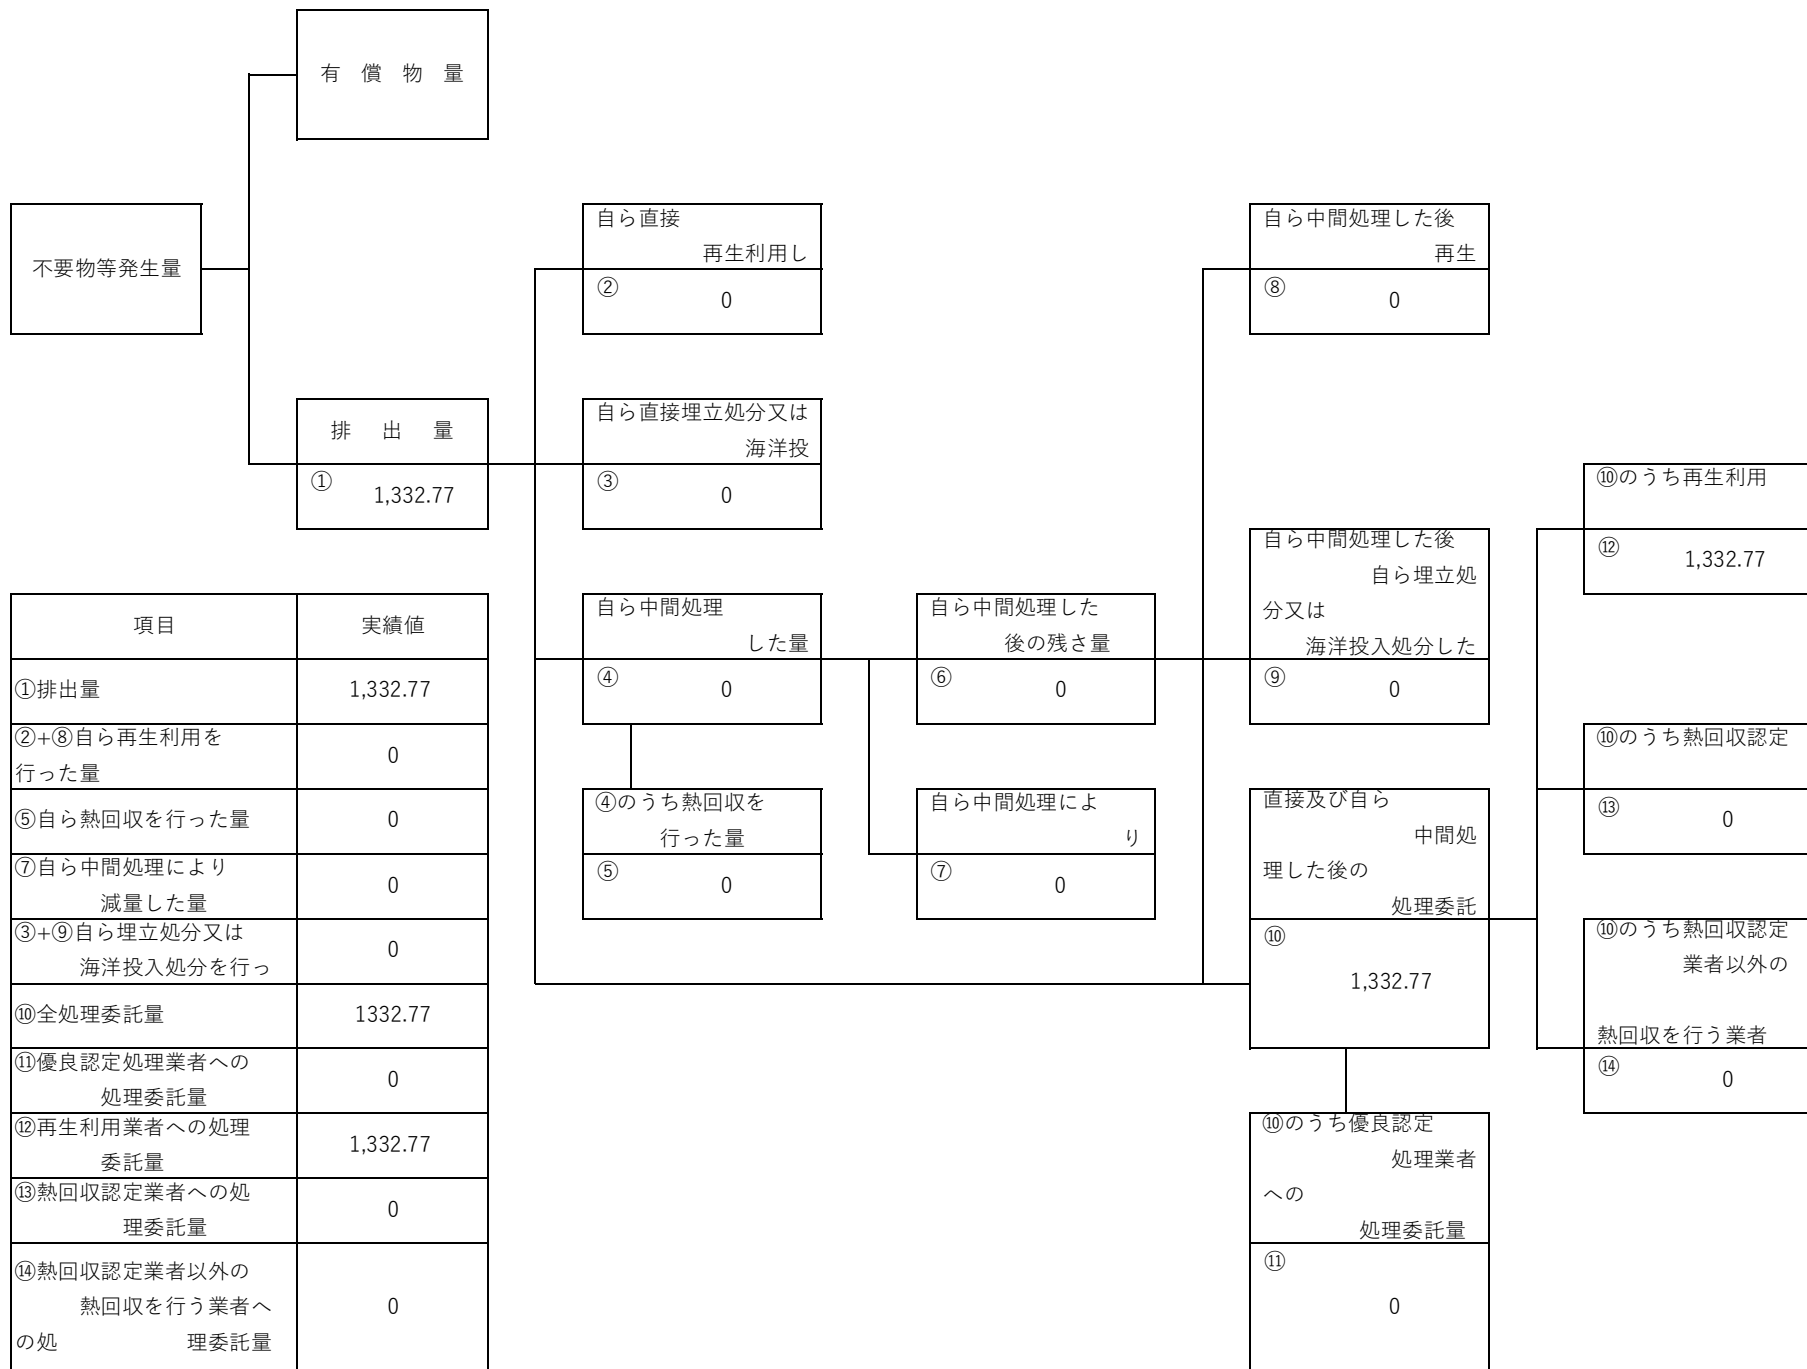 有 償 物 量
不要物等発生量
排 出 量
①
1,332.77
自ら直接
再生利用し
②
0
自ら直接埋立処分又は
海洋投
③
0
自ら中間処理
した量
④
0
④のうち熱回収を
行った量
⑤
0
自ら中間処理した
後の残さ量
⑥
0
自ら中間処理によ
り
⑦
0
自ら中間処理した後
再生
⑧
0
自ら中間処理した後
自ら埋立処
分又は
海洋投入処分した
⑨
0
直接及び自ら
中間処
理した後の
処理委託
⑩
1,332.77
⑩のうち優良認定
処理業者
への
処理委託量
⑪
0
⑩のうち再生利用
⑫
1,332.77
⑩のうち熱回収認定
⑬
0
⑩のうち熱回収認定
業者以外の
熱回収を行う業者
⑭
0
項目 実績値
①排出量 1,332.77
②+⑧自ら再生利用を
行った量
0
⑤自ら熱回収を行った量 0
⑦自ら中間処理により
減量した量
0
③+⑨自ら埋立処分又は
海洋投入処分を行っ
0
⑩全処理委託量 1332.77
⑪優良認定処理業者への
処理委託量
0
⑫再生利用業者への処理
委託量
1,332.77
⑬熱回収認定業者への処
理委託量
0
⑭熱回収認定業者以外の
熱回収を行う業者へ
の処 理委託量
0